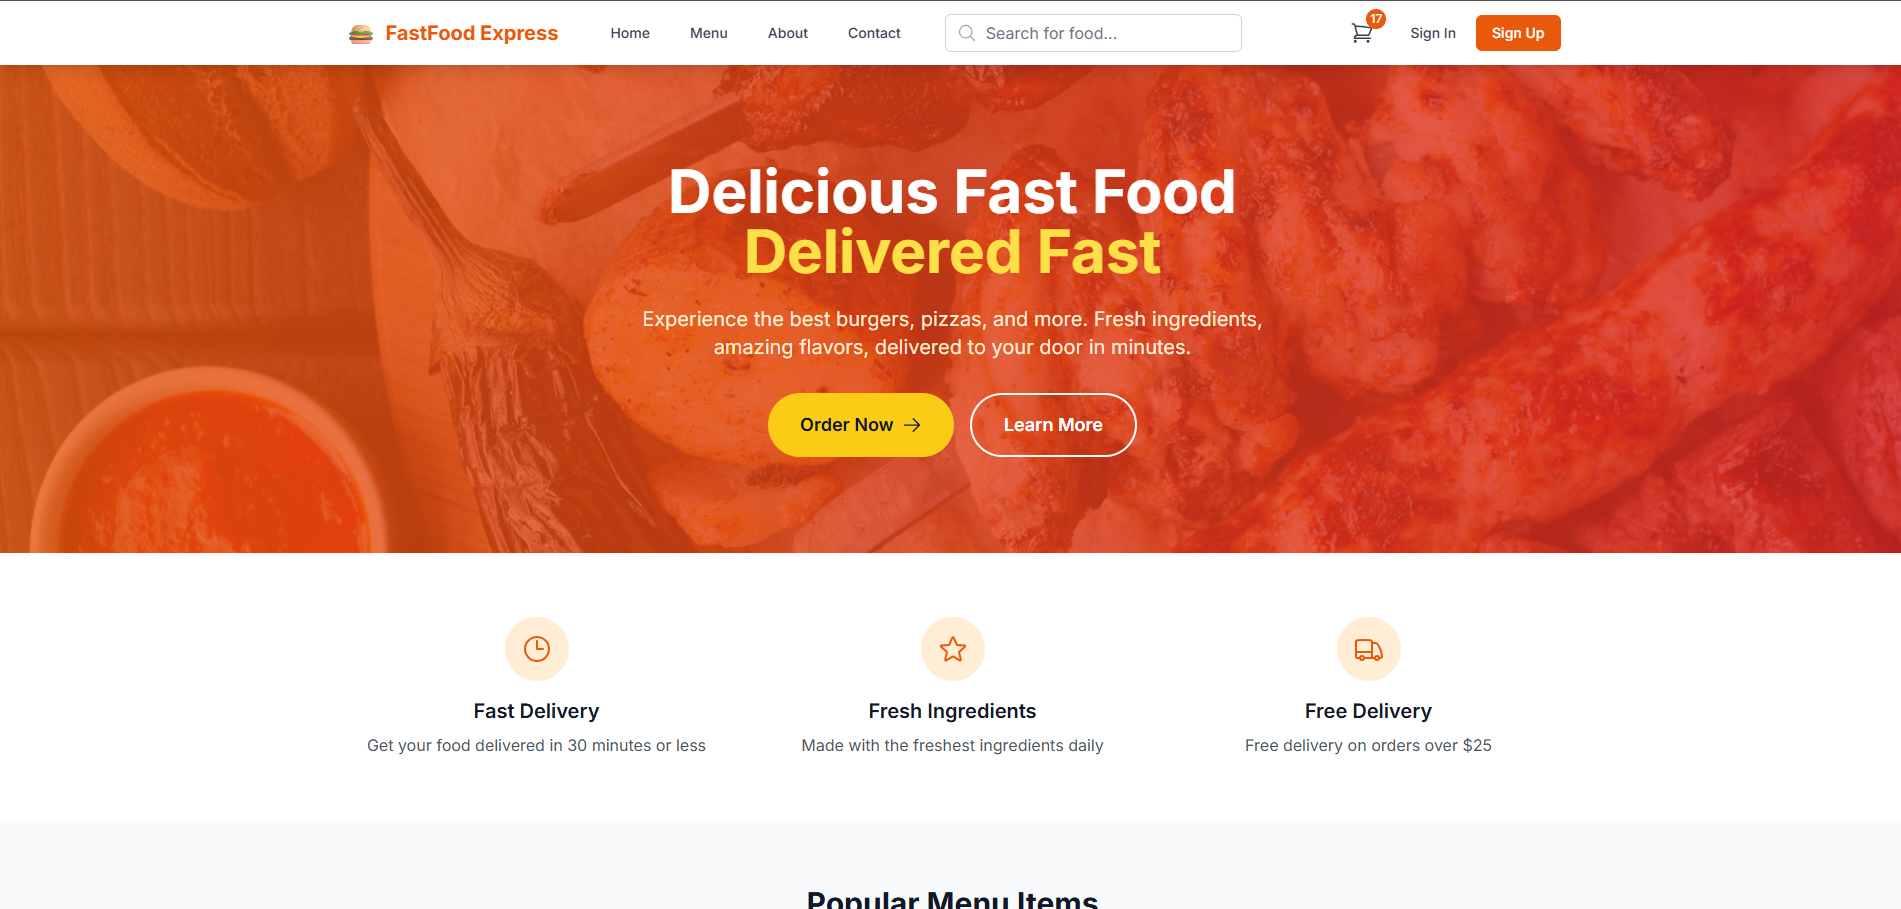 FastFood Express
Home
Menu
About
Contact
Search for food...
17
Sign In
Sign Up
Delicious Fast Food
Delivered Fast
Experience the best burgers, pizzas, and more. Fresh ingredients,
amazing flavors, delivered to your door in minutes.
Order Now →
Learn More
Fast Delivery
Get your food delivered in 30 minutes or less
Fresh Ingredients
Made with the freshest ingredients daily
Free Delivery
Free delivery on orders over $25
Popular Menu Items